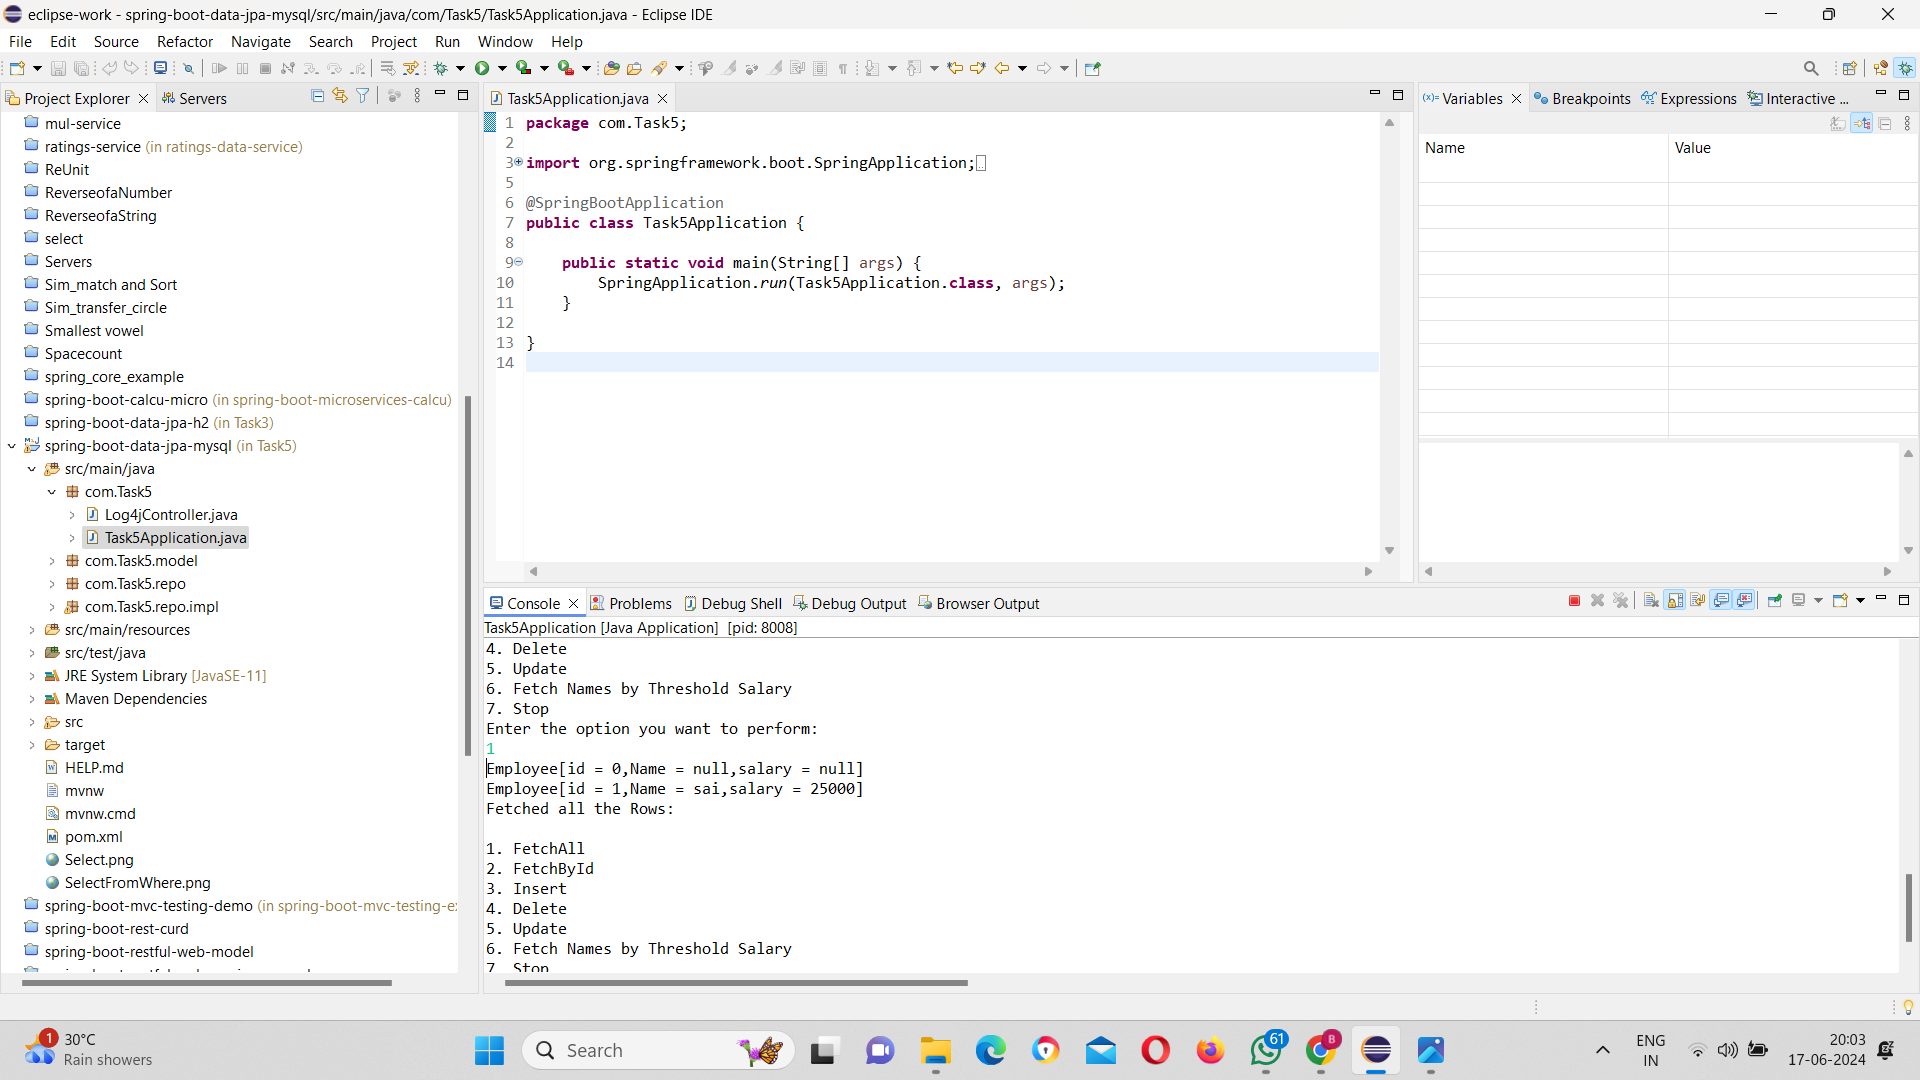 eclipse-work - spring-boot-data-jpa-mysql/src/main/java/com/Task5/Task5Application.java - Eclipse IDE
File Edit Source Refactor Navigate Search Project Run Window Help
Project Explorer
Servers
mul-service
ratings-service (in ratings-data-service)
ReUnit
ReverseofaNumber
ReverseofaString
select
Servers
Sim_match and Sort
Sim_transfer_circle
Smallest vowel
Spacecount
spring_core_example
spring-boot-calcu-micro (in spring-boot-microservices-calcu)
spring-boot-data-jpa-h2 (in Task3)
spring-boot-data-jpa-mysql (in Task5)
src/main/java
com.Task5
Log4jController.java
Task5Application.java
com.Task5.model
com.Task5.repo
com.Task5.repo.impl
src/main/resources
src/test/java
JRE System Library [JavaSE-11]
Maven Dependencies
src
target
HELP.md
mvnw
mvnw.cmd
pom.xml
Select.png
SelectFromWhere.png
spring-boot-mvc-testing-demo (in spring-boot-mvc-testing-ex
spring-boot-rest-curd
spring-boot-restful-web-model
Task5Application.java
1 package com.Task5;
2
3 import org.springframework.boot.SpringApplication;
5
6 @SpringBootApplication
7 public class Task5Application {
8
9 public static void main(String[] args) {
10 SpringApplication.run(Task5Application.class, args);
11 }
12
13 }
14
(x)= Variables Breakpoints Expressions Interactive ...
Name Value
Console Problems Debug Shell Debug Output Browser Output
Task5Application [Java Application] [pid: 8008]
4. Delete
5. Update
6. Fetch Names by Threshold Salary
7. Stop
Enter the option you want to perform:
1
Employee[id = 0,Name = null,salary = null]
Employee[id = 1,Name = sai,salary = 25000]
Fetched all the Rows:
1. FetchAll
2. FetchById
3. Insert
4. Delete
5. Update
6. Fetch Names by Threshold Salary
7. Stop
1
30°C
Rain showers
Search
61
B
ENG
IN
20:03
17-06-2024